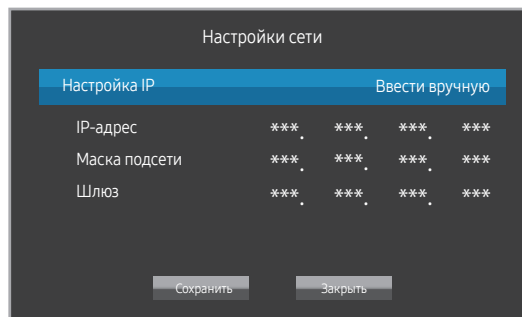 Настройки сети
Настройка IP Ввести вручную
IP-адрес ***. ***. ***. ***
Маска подсети ***. ***. ***. ***
Шлюз ***. ***. ***. ***
Сохранить Закрыть